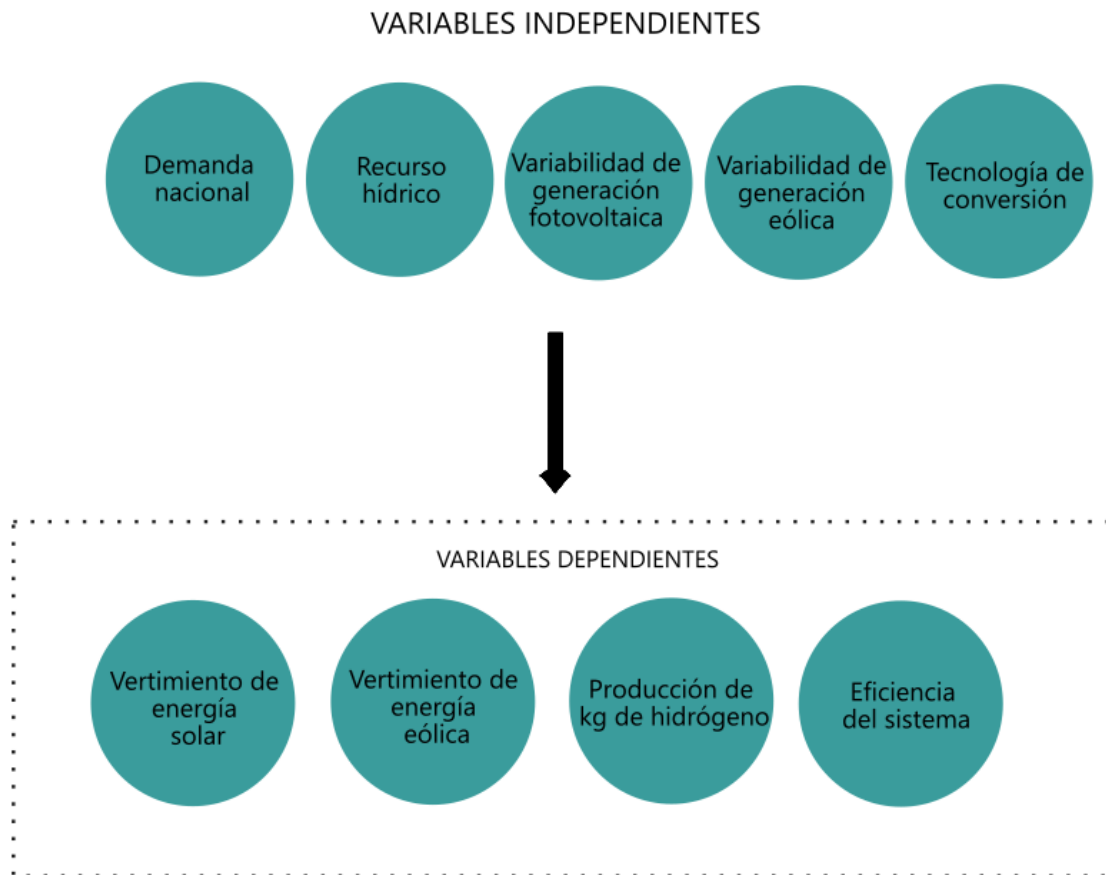 VARIABLES INDEPENDIENTES
Demanda
nacional
Recurso
hídrico
Variabilidad de
generación
fotovoltaica
Variabilidad de
generación
eólica
Tecnología de
conversión
VARIABLES DEPENDIENTES
Vertimiento de
energía
solar
Vertimiento de
energía
eólica
Producción de
kg de hidrógeno
Eficiencia
del sistema